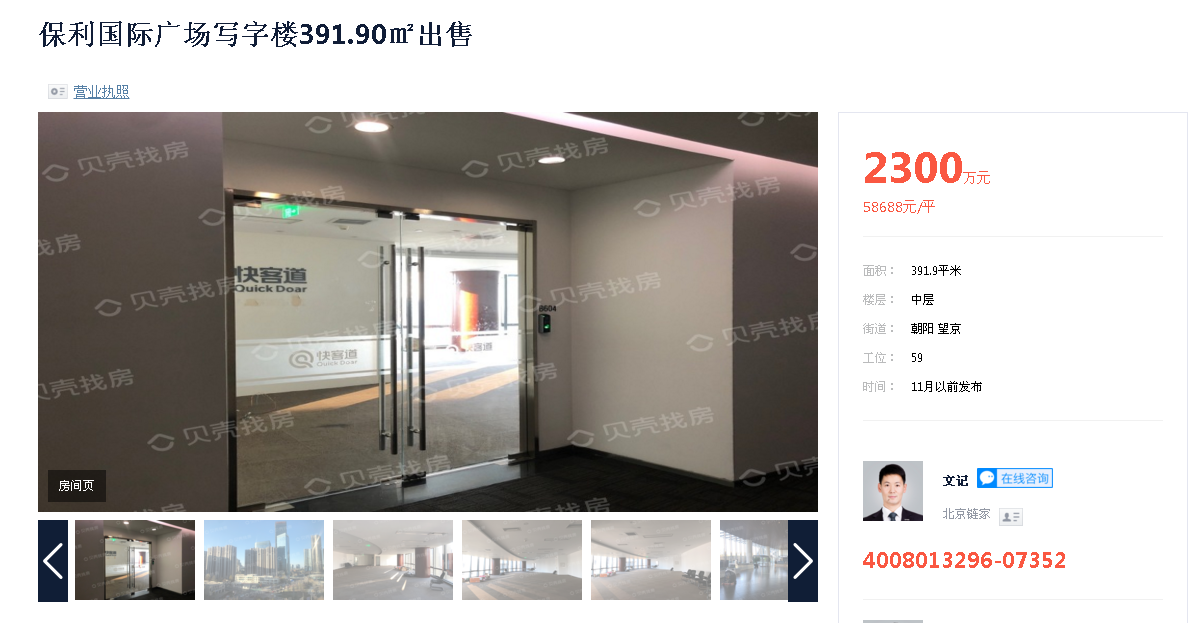 保利国际广场写字楼391.90㎡出售
营业执照
贝壳找房
快客道
Quick Doar
快客道
Quick Doar
房间页
2300万元
58688元/平
面积： 391.9平米
楼层： 中层
街道： 朝阳 望京
工位： 59
时间： 11月以前发布
文记 在线咨询
北京链家
4008013296-07352